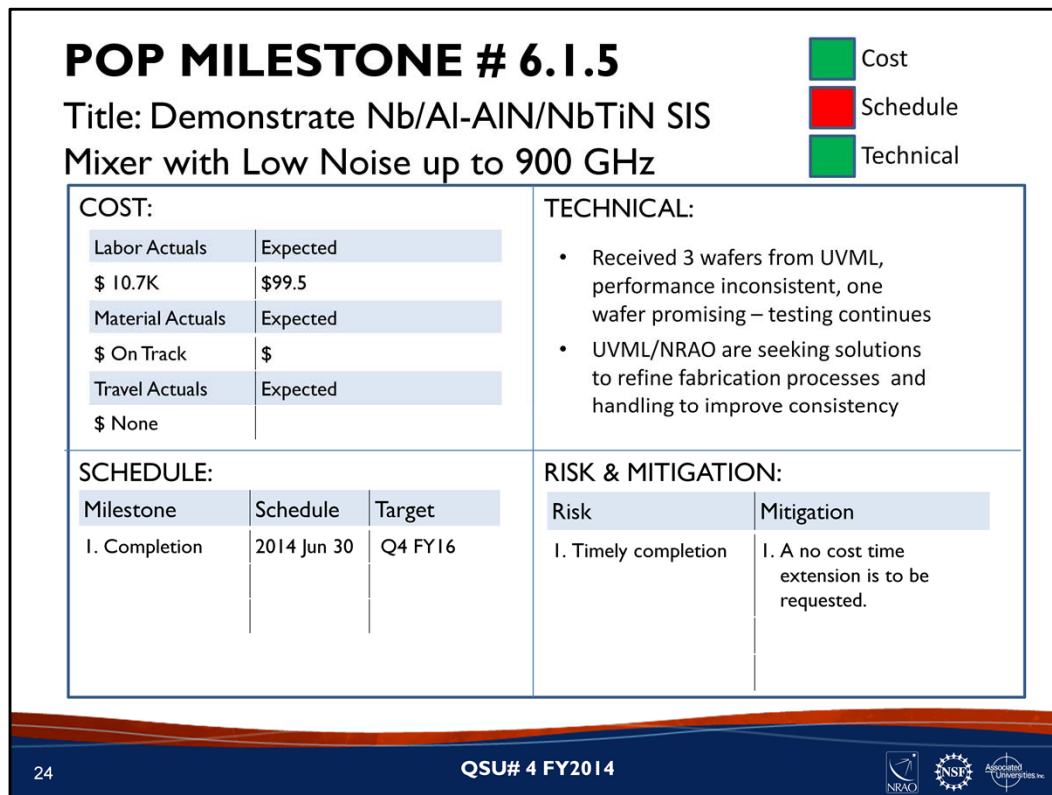 POP MILESTONE # 6.1.5
Title: Demonstrate Nb/Al-AlN/NbTiN SIS
Mixer with Low Noise up to 900 GHz
Cost
Schedule
Technical
COST:
Labor Actuals Expected
$ 10.7K $99.5
Material Actuals Expected
$ On Track $
Travel Actuals Expected
$ None
TECHNICAL:
• Received 3 wafers from UVML,
performance inconsistent, one
wafer promising – testing continues
• UVML/NRAO are seeking solutions
to refine fabrication processes and
handling to improve consistency
SCHEDULE:
Milestone Schedule Target
1. Completion 2014 Jun 30 Q4 FY16
RISK & MITIGATION:
Risk Mitigation
1. Timely completion 1. A no cost time
extension is to be
requested.
24
QSU# 4 FY2014
NRAO
NSF
Associated
Universities, Inc.